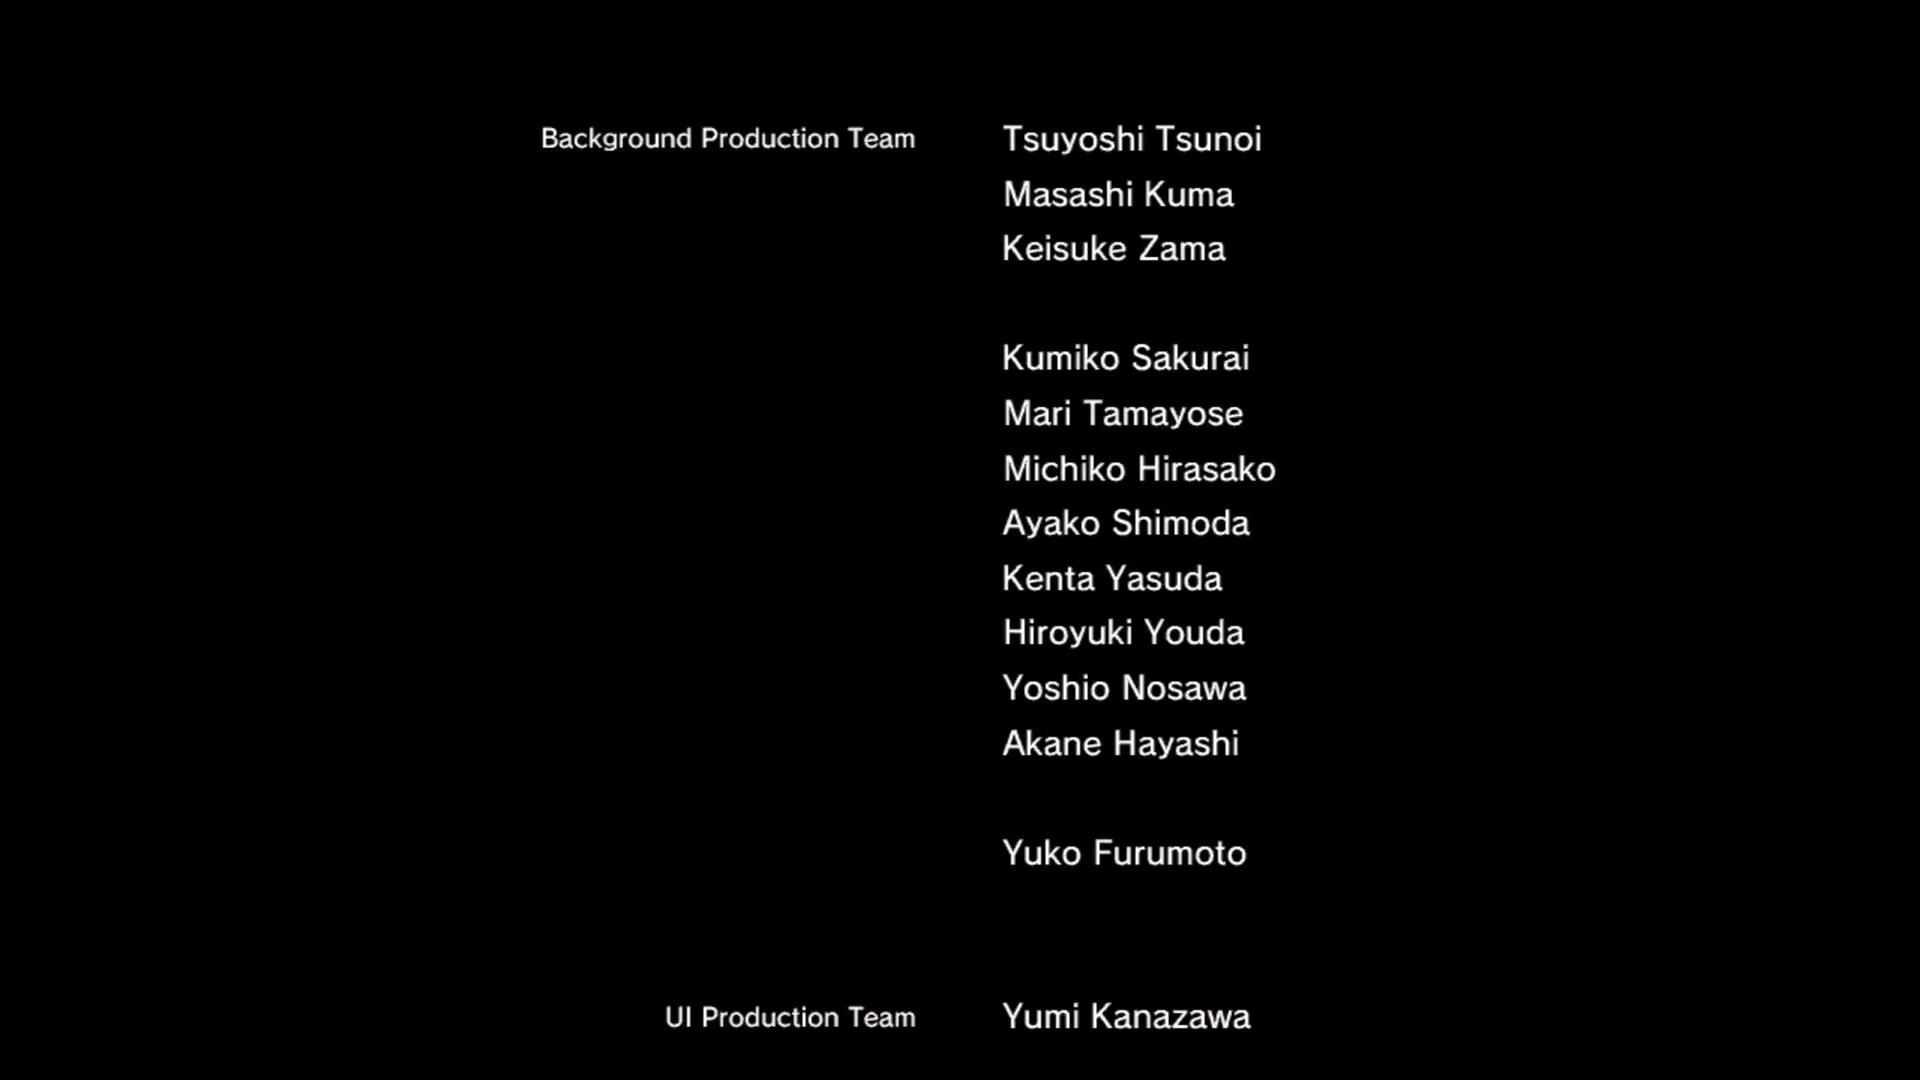 Background Production Team Tsuyoshi Tsunoi
Masashi Kuma
Keisuke Zama
Kumiko Sakurai
Mari Tamayose
Michiko Hirasako
Ayako Shimoda
Kenta Yasuda
Hiroyuki Youda
Yoshio Nosawa
Akane Hayashi
Yuko Furumoto
UI Production Team Yumi Kanazawa